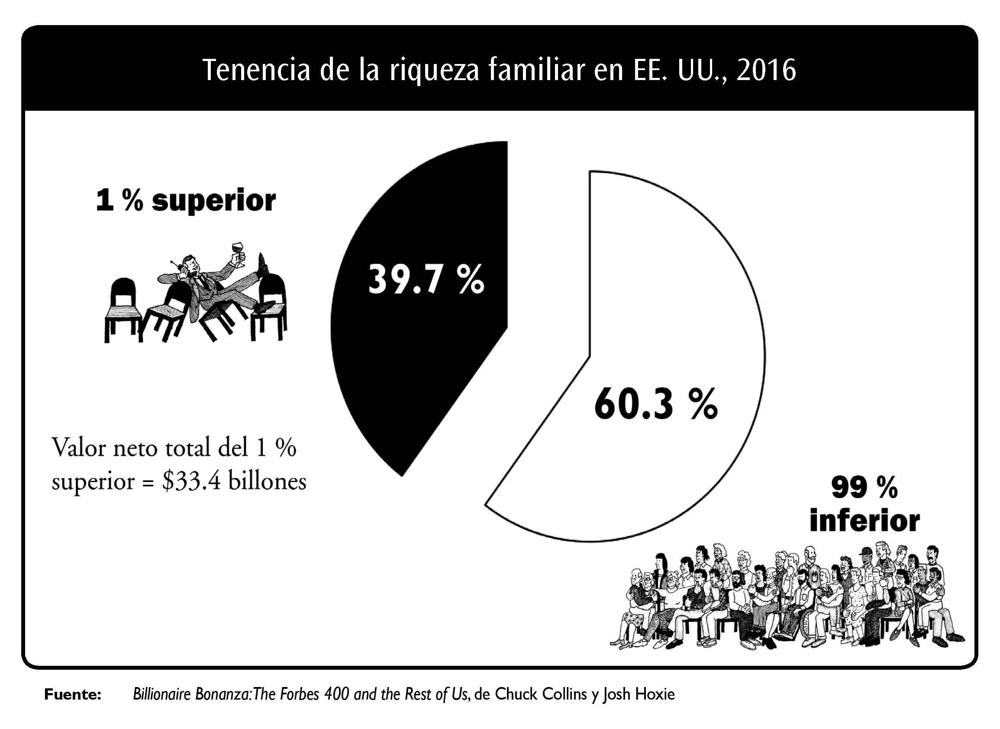 Tenencia de la riqueza familiar en EE. UU., 2016
1 % superior
39.7 %
60.3 %
Valor neto total del 1 %
superior = $33.4 billones
99 %
inferior
Fuente: Billionaire Bonanza: The Forbes 400 and the Rest of Us, de Chuck Collins y Josh Hoxie